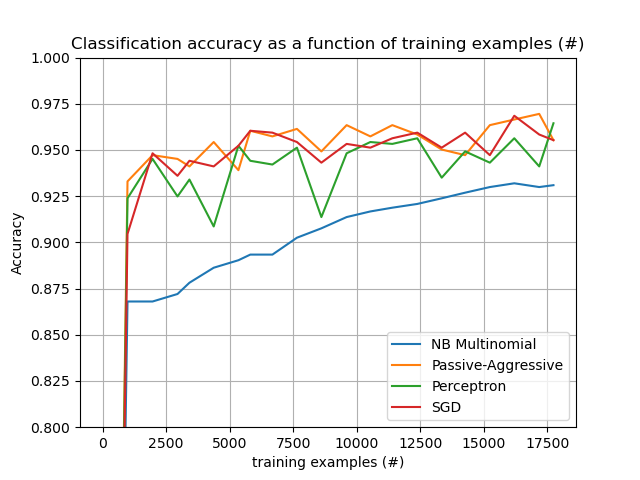 Classification accuracy as a function of training examples (#)
1.000
0.975
0.950
0.925
0.900
0.875
0.850
0.825
0.800
Accuracy
NB Multinomial
Passive-Aggressive
Perceptron
SGD
0 2500 5000 7500 10000 12500 15000 17500
training examples (#)